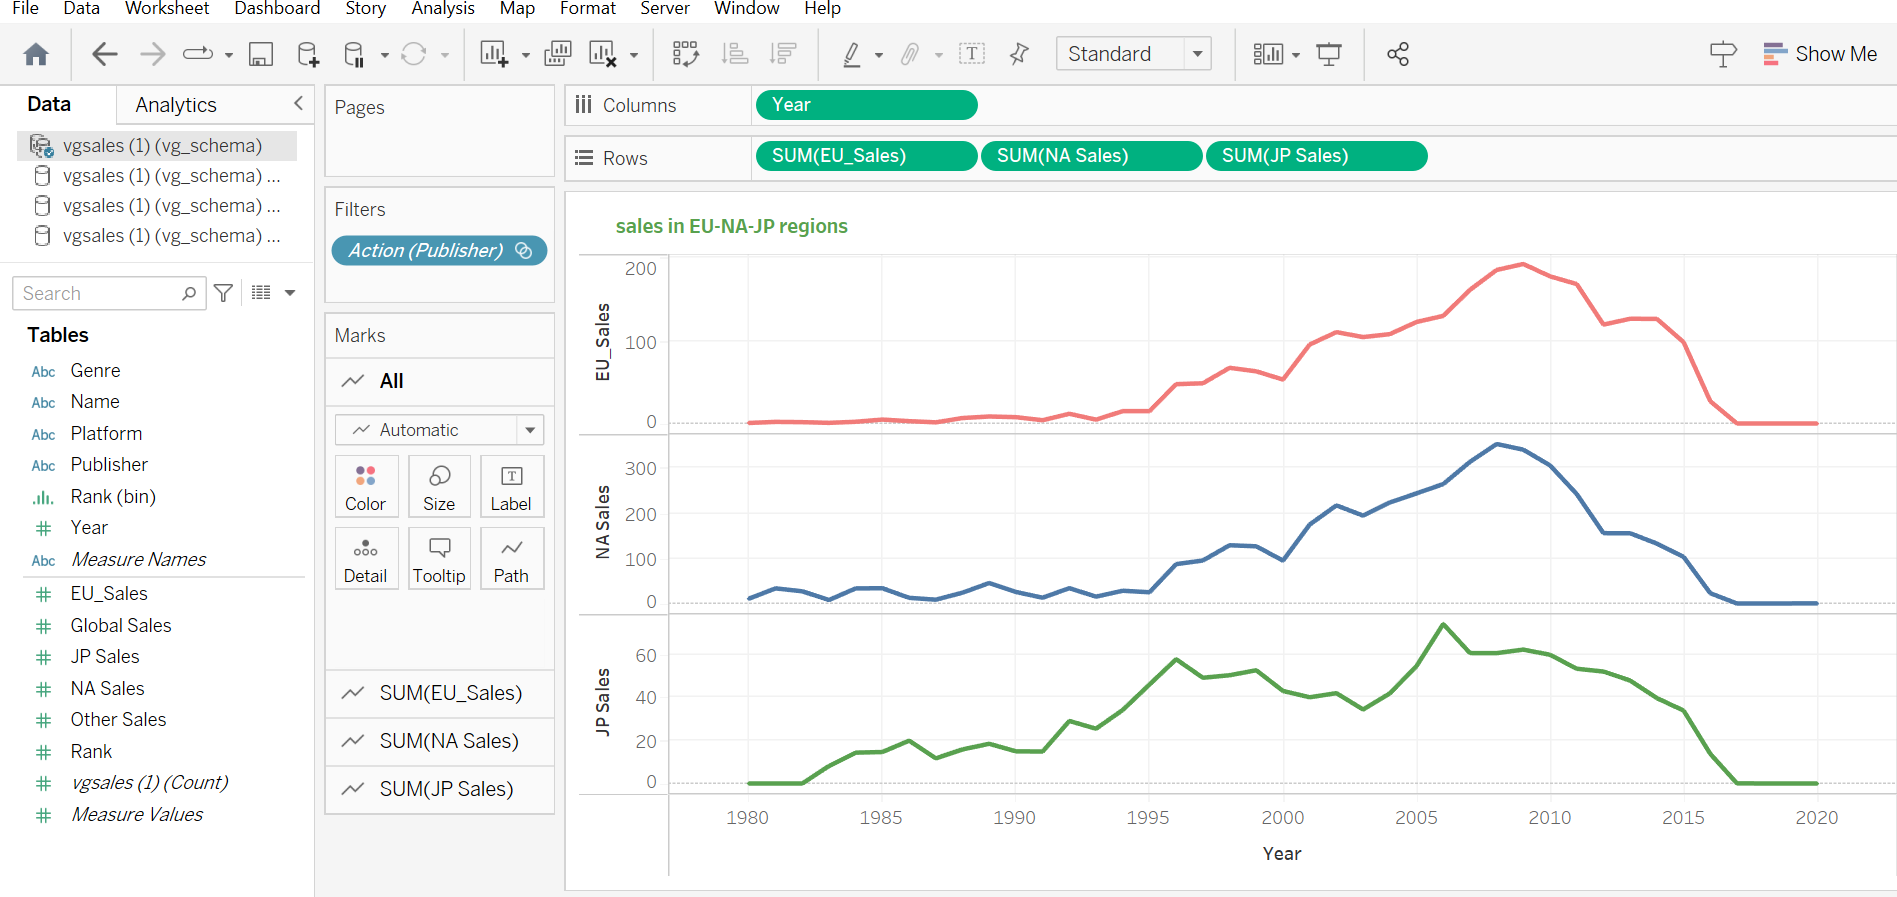 File Data Worksheet Dashboard Story Analysis Map Format Server Window Help
Standard
Show Me
Data Analytics
vgsales (1) (vg_schema)
vgsales (1) (vg_schema) ...
vgsales (1) (vg_schema) ...
vgsales (1) (vg_schema) ...
Search
Tables
Abc Genre
Abc Name
Abc Platform
Abc Publisher
Rank (bin)
# Year
Abc Measure Names
# EU_Sales
# Global Sales
# JP Sales
# NA Sales
# Other Sales
# Rank
# vgsales (1) (Count)
# Measure Values
Pages
Filters
Action (Publisher)
Marks
All
Automatic
Color Size T Label
Detail Tooltip Path
SUM(EU_Sales)
SUM(NA Sales)
SUM(JP Sales)
Columns Year
Rows SUM(EU_Sales) SUM(NA Sales) SUM(JP Sales)
sales in EU-NA-JP regions
EU_Sales
200
100
0
NA Sales
300
200
100
0
JP Sales
60
40
20
0
1980 1985 1990 1995 2000 2005 2010 2015 2020
Year